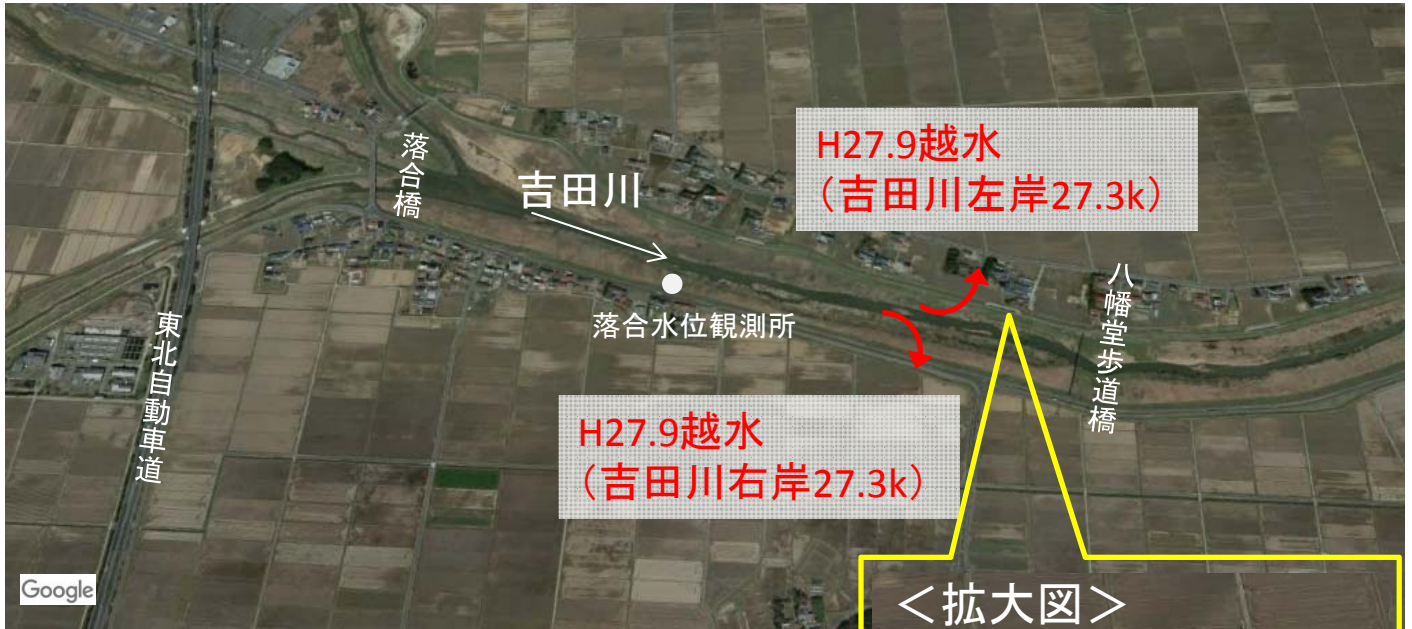 H27.9越水
（吉田川左岸27.3k）
落合橋
吉田川
八幡堂歩道橋
落合水位観測所
東北自動車道
H27.9越水
（吉田川右岸27.3k）
Google
＜拡大図＞